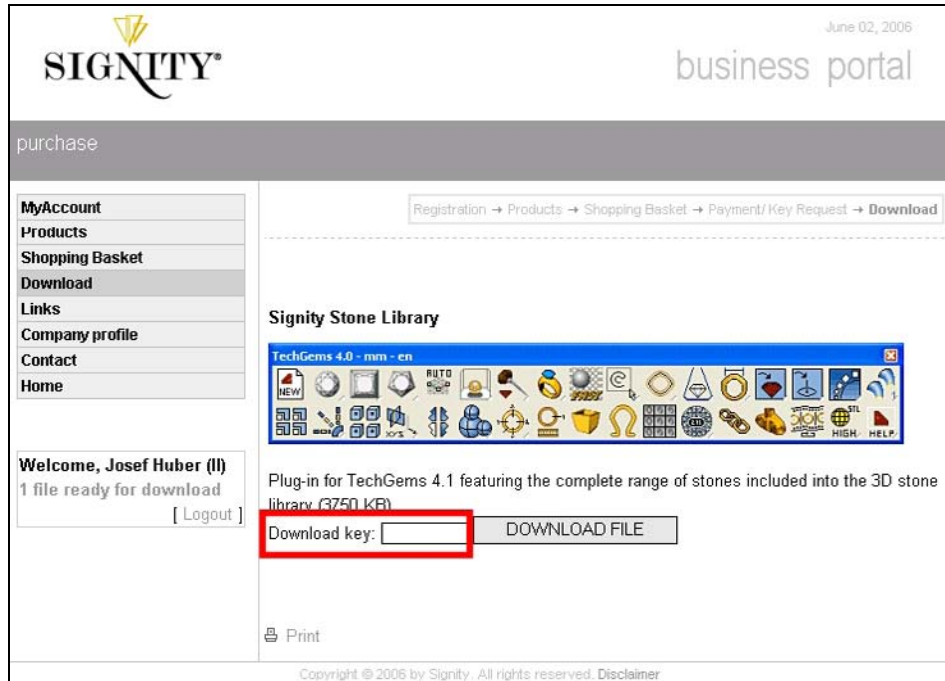 SIGNITY®
June 02, 2006
business portal
purchase
MyAccount
Products
Shopping Basket
Download
Links
Company profile
Contact
Home
Welcome, Josef Huber (II)
1 file ready for download
[ Logout ]
Registration → Products → Shopping Basket → Payment/ Key Request → Download
Signity Stone Library
TechGems 4.0 - mm - en
NEW
AUTO
STL
HIGH
HELP
Plug-in for TechGems 4.1 featuring the complete range of stones included into the 3D stone
library (3750 KB)
Download key:
DOWNLOAD FILE
Print
Copyright © 2006 by Signity. All rights reserved. Disclaimer